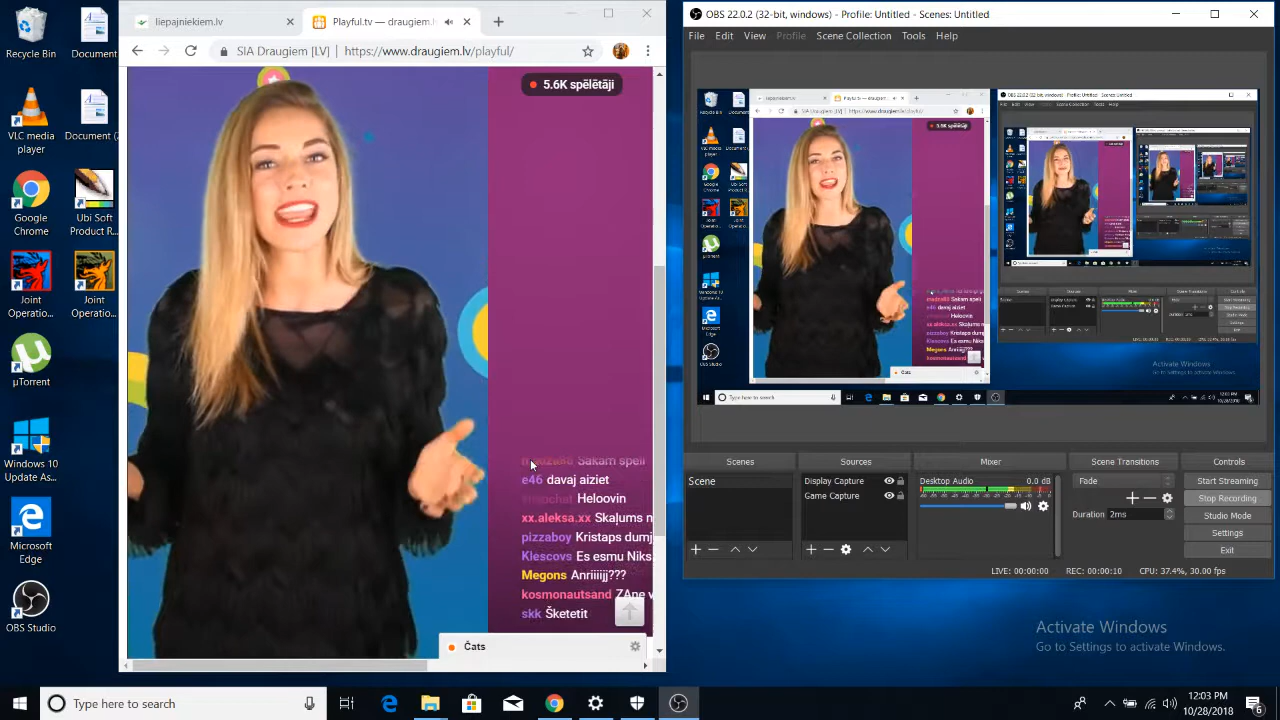 Recycle Bin
Document
VLC media player
Document (
Google Chrome
Ubi Soft Product R...
Joint Operatio...
Joint Operatio...
µTorrent
Windows 10 Update As...
Microsoft Edge
OBS Studio
liepajniekiem.lv
Playful.tv — draugiem.lv
SIA Draugiem [LV] | https://www.draugiem.lv/playful/
5.6K spēlētāji
Sakam speli
e46 davaj aiziet
Heloovin
xx.aleksa.xx Skaļums n
pizzaboy Kristaps dumj
Klescovs Es esmu Niks
Megons Anriiiijj???
kosmonautsand ZAne v
skk Šketetit
Čats
OBS 22.0.2 (32-bit, windows) - Profile: Untitled - Scenes: Untitled
File Edit View Profile Scene Collection Tools Help
Scenes Sources Mixer Scene Transitions Controls
Scene
Display Capture
Game Capture
Desktop Audio 0.0 dB
Fade
Duration 2ms
Start Streaming
Stop Recording
Studio Mode
Settings
Exit
LIVE: 00:00:00 REC: 00:00:10 CPU: 37.4%, 30.00 fps
Activate Windows
Go to Settings to activate Windows.
Type here to search
12:03 PM
10/28/2018
6